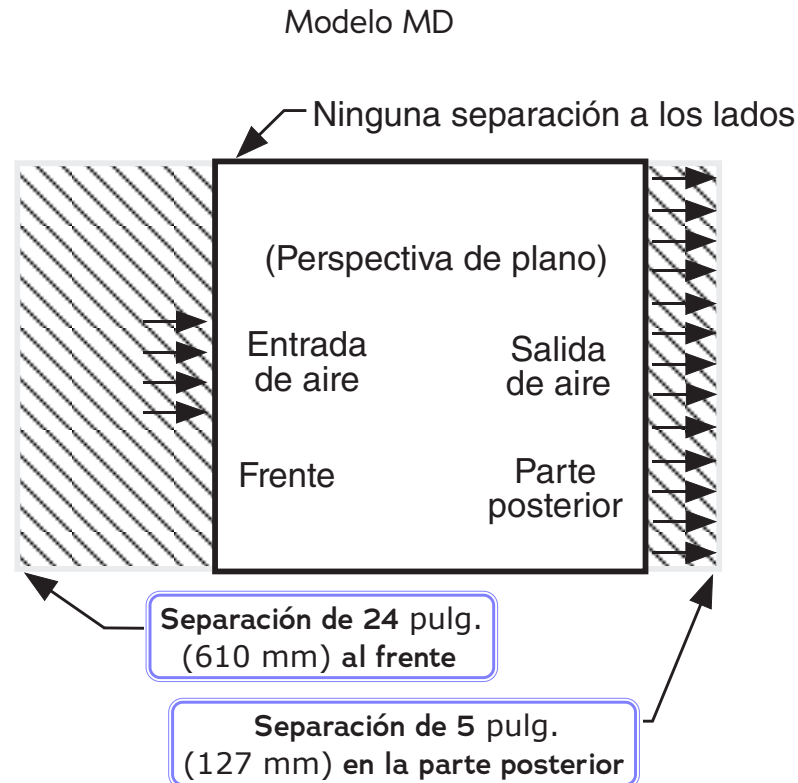 Modelo MD
Ninguna separación a los lados
(Perspectiva de plano)
Entrada
de aire
Salida
de aire
Frente
Parte
posterior
Separación de 24 pulg.
(610 mm) al frente
Separación de 5 pulg.
(127 mm) en la parte posterior